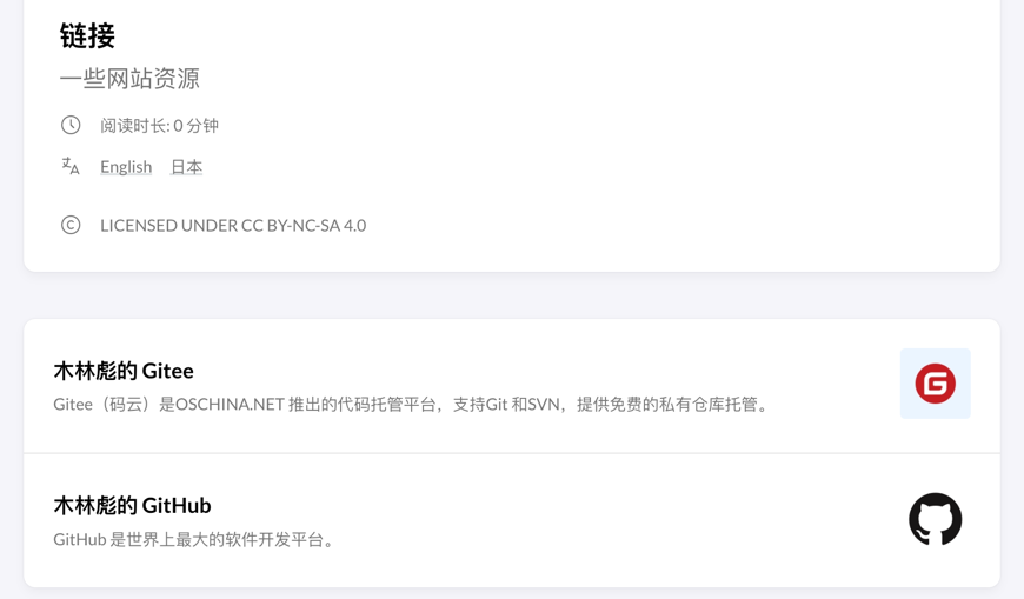 链接
一些网站资源
阅读时长: 0 分钟
English 日本
LICENSED UNDER CC BY-NC-SA 4.0
木林彪的 Gitee
Gitee（码云）是OSCHINA.NET 推出的代码托管平台，支持Git 和SVN，提供免费的私有仓库托管。
木林彪的 GitHub
GitHub 是世界上最大的软件开发平台。